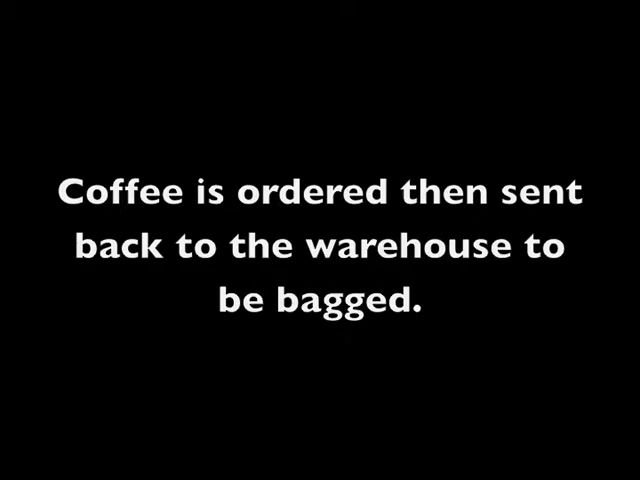 Coffee is ordered then sent
back to the warehouse to
be bagged.